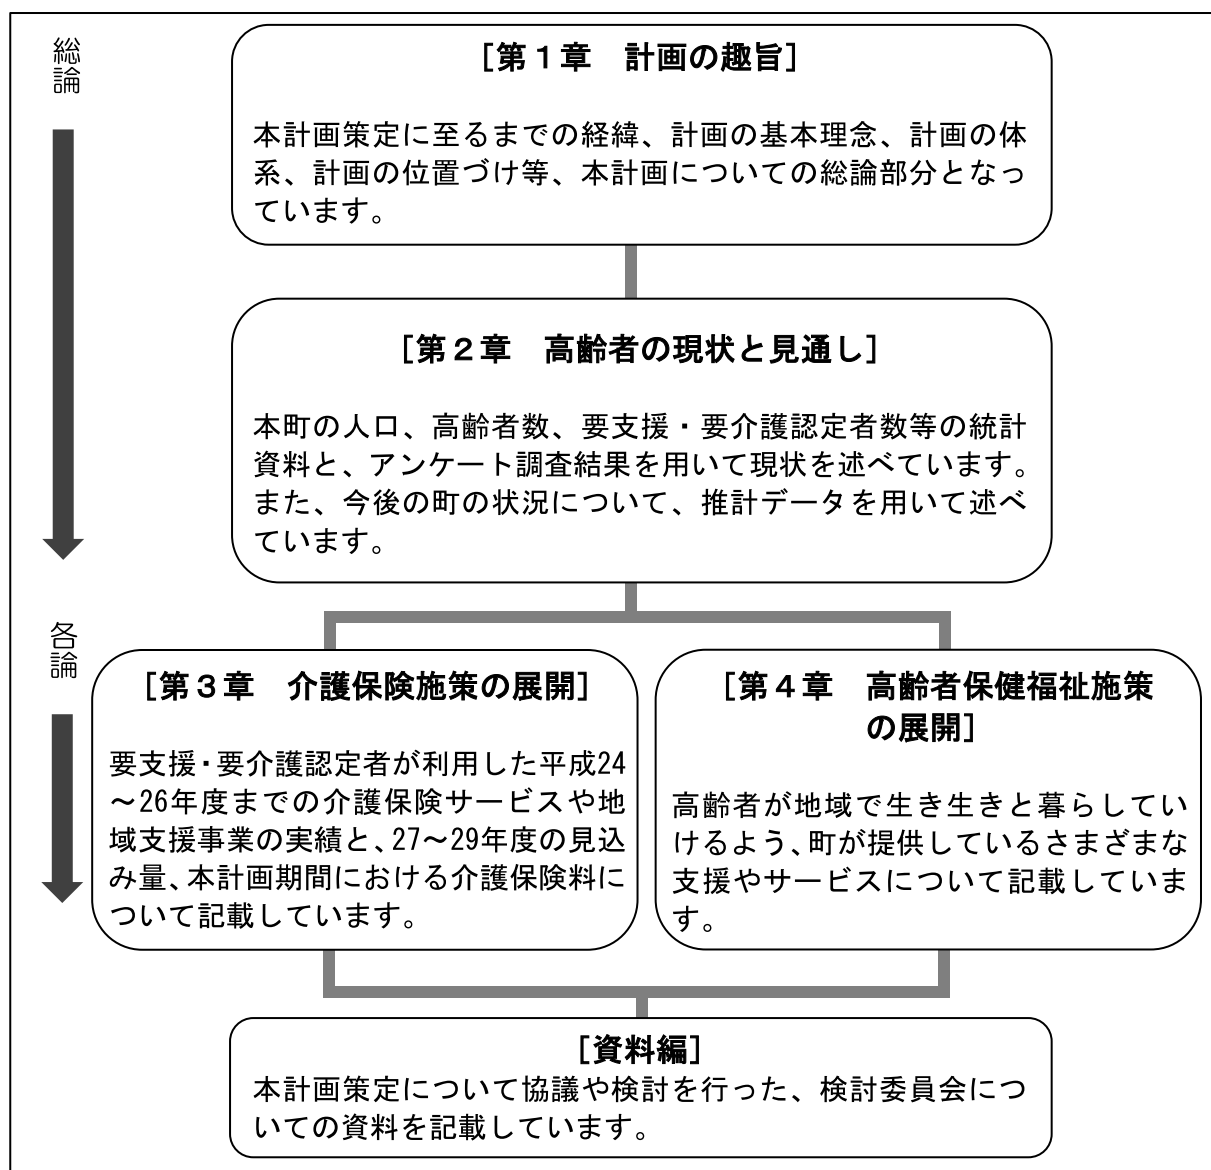 総論
[第１章　計画の趣旨]
本計画策定に至るまでの経緯、計画の基本理念、計画の体
系、計画の位置づけ等、本計画についての総論部分となっ
ています。
[第２章　高齢者の現状と見通し]
本町の人口、高齢者数、要支援・要介護認定者数等の統計
資料と、アンケート調査結果を用いて現状を述べています。
また、今後の町の状況について、推計データを用いて述べ
ています。
各論
[第３章　介護保険施策の展開]
要支援・要介護認定者が利用した平成24
～26年度までの介護保険サービスや地
域支援事業の実績と、27～29年度の見込
み量、本計画期間における介護保険料に
ついて記載しています。
[第４章　高齢者保健福祉施策
の展開]
高齢者が地域で生き生きと暮らしてい
けるよう、町が提供しているさまざまな
支援やサービスについて記載していま
す。
[資料編]
本計画策定について協議や検討を行った、検討委員会につ
いての資料を記載しています。